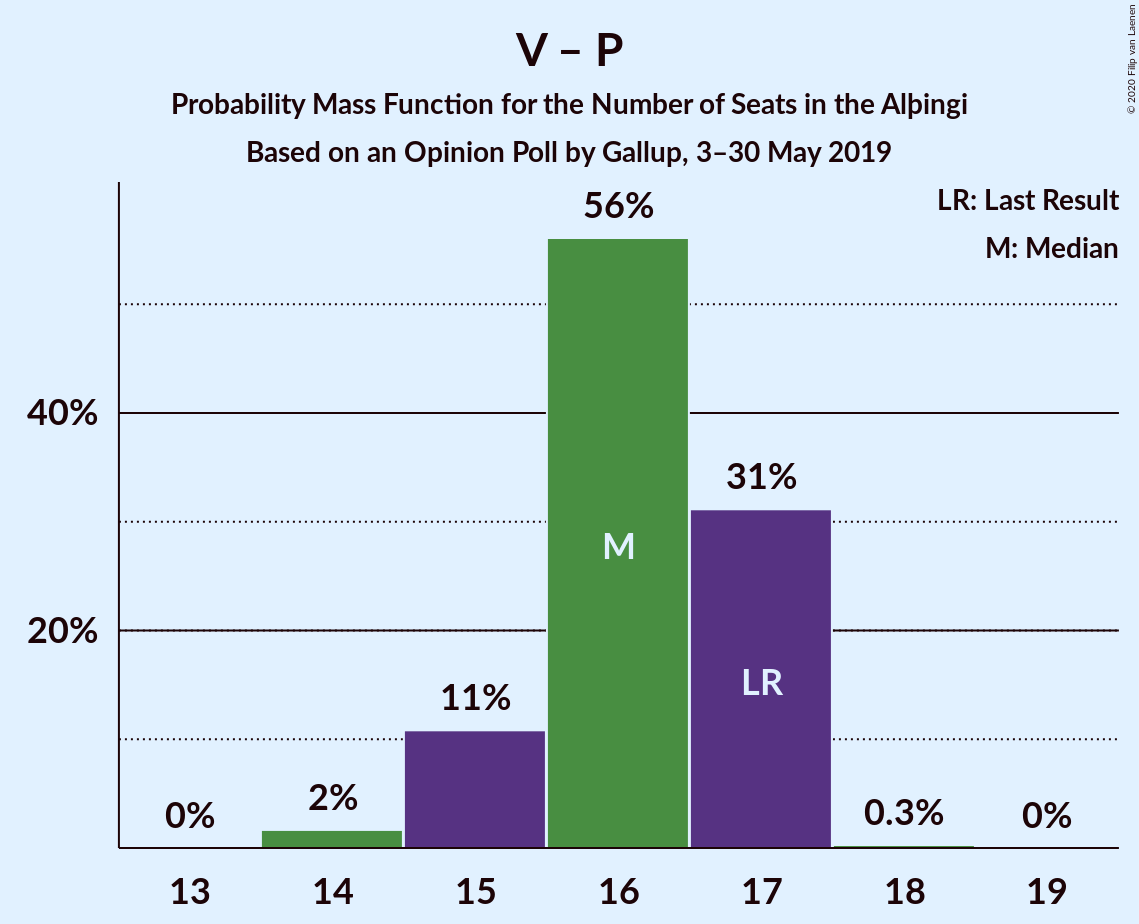 V – P
Probability Mass Function for the Number of Seats in the Alþingi
Based on an Opinion Poll by Gallup, 3–30 May 2019
© 2020 Filip van Laenen
LR: Last Result
M: Median
56%
40%
31%
M
20%
LR
11%
2%
0%
0.3%
0%
13 14 15 16 17 18 19